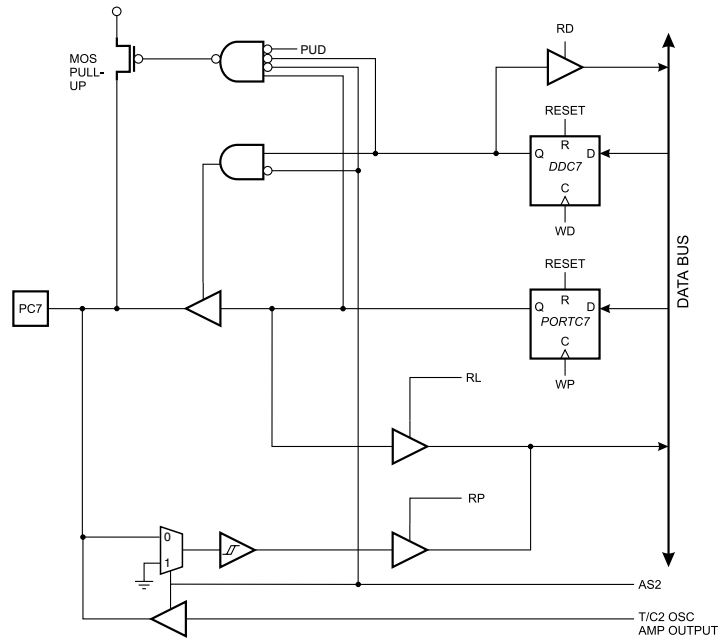 RD
MOS
PULL-
UP
PUD
RESET
R
Q
D
DDC7
C
WD
DATA BUS
RESET
R
PC7
Q
D
PORTC7
C
WP
RL
RP
0
1
AS2
T/C2 OSC
AMP OUTPUT